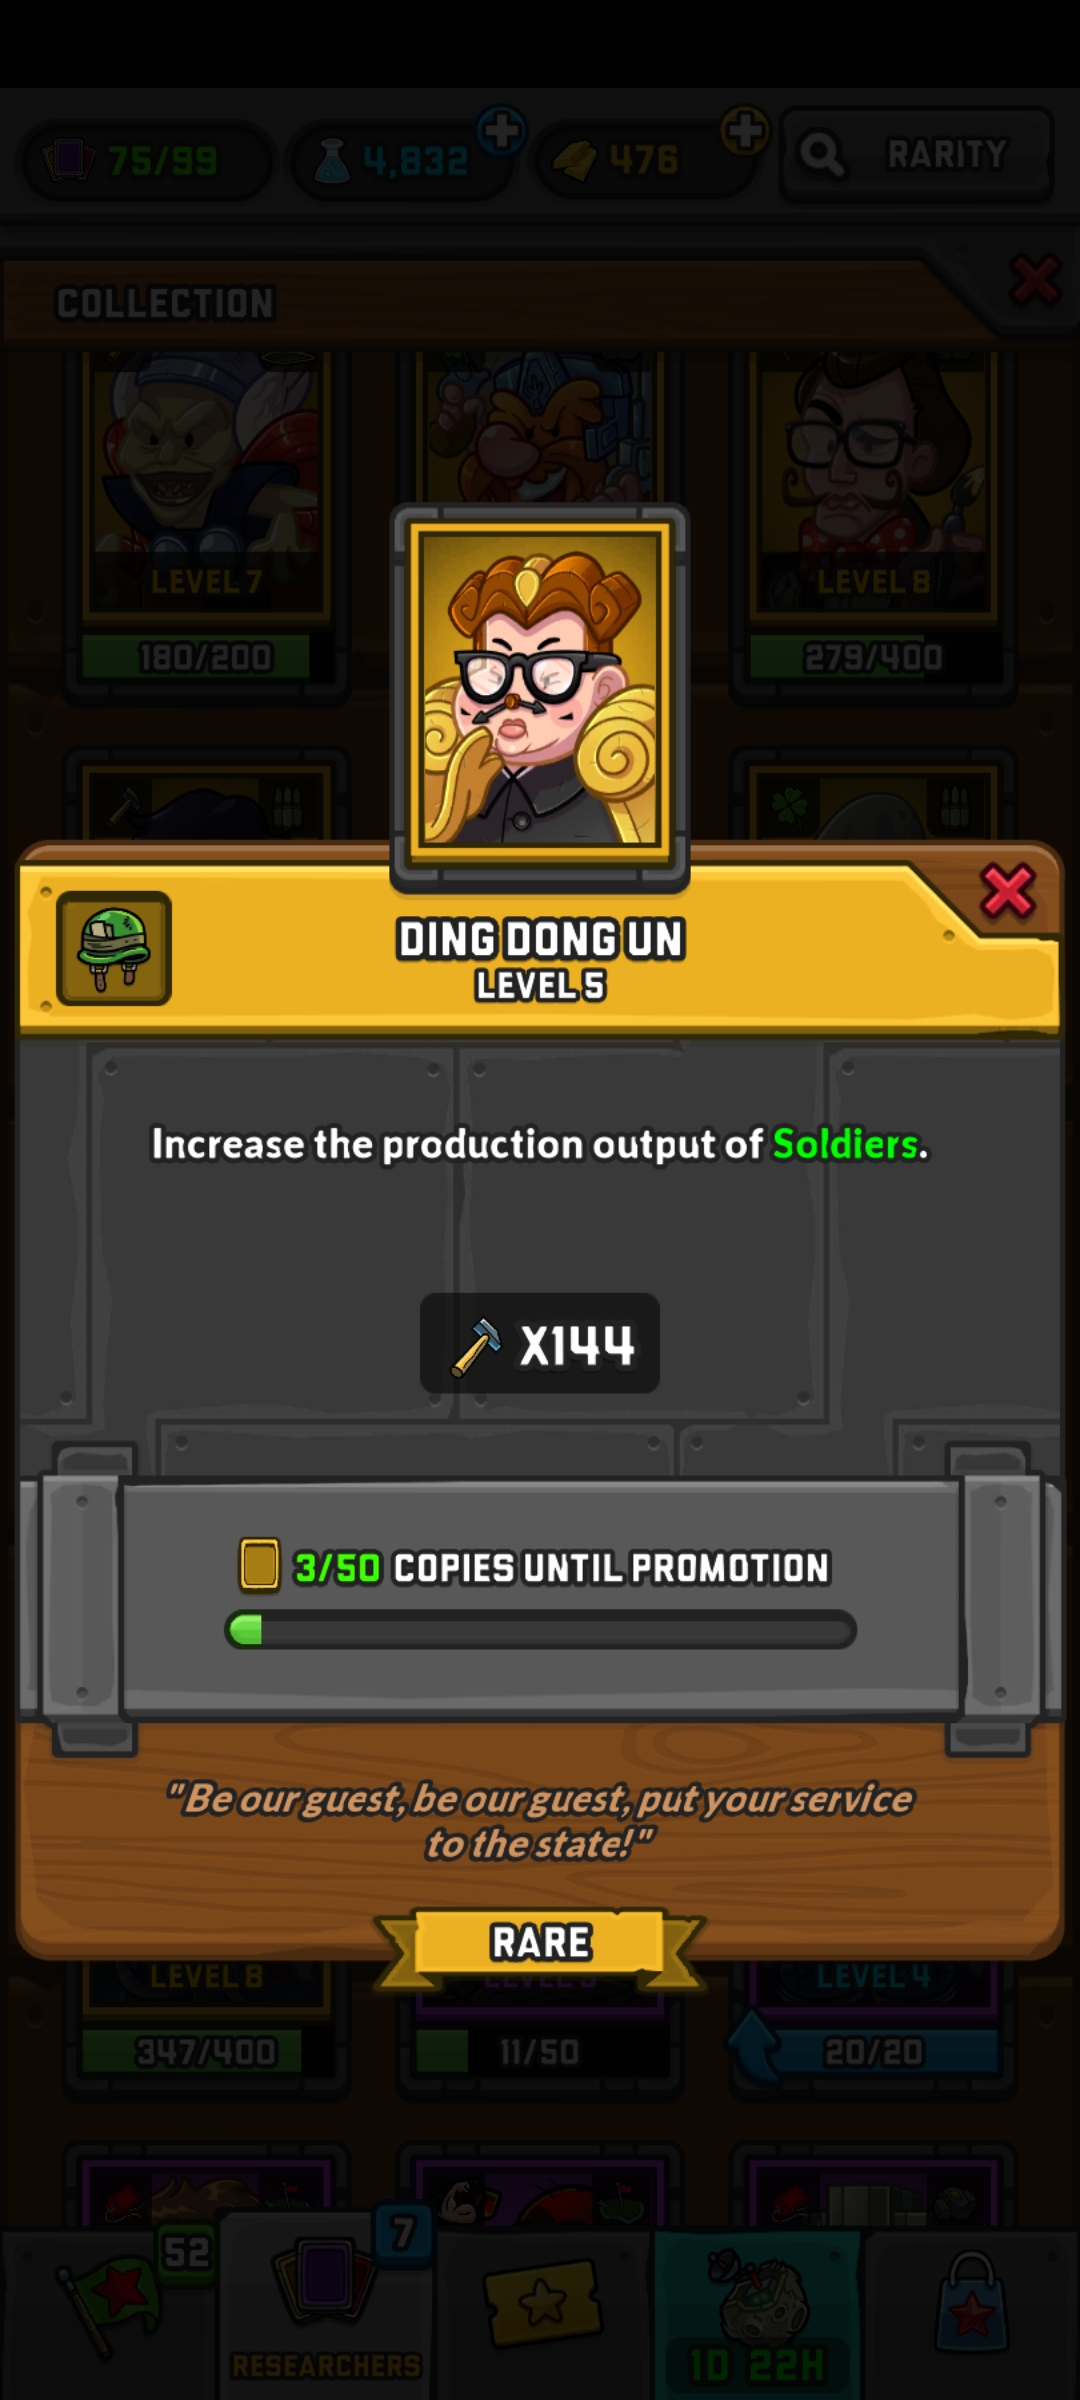 75/99
4,832
476
RARITY
COLLECTION
LEVEL 7
LEVEL 8
180/200
279/400
DING DONG UN
LEVEL 5
Increase the production output of Soldiers.
X144
3/50 COPIES UNTIL PROMOTION
"Be our guest, be our guest, put your service
to the state!"
RARE
LEVEL 8
LEVEL 4
347/400
11/50
20/20
52
7
RESEARCHERS
1D 22H